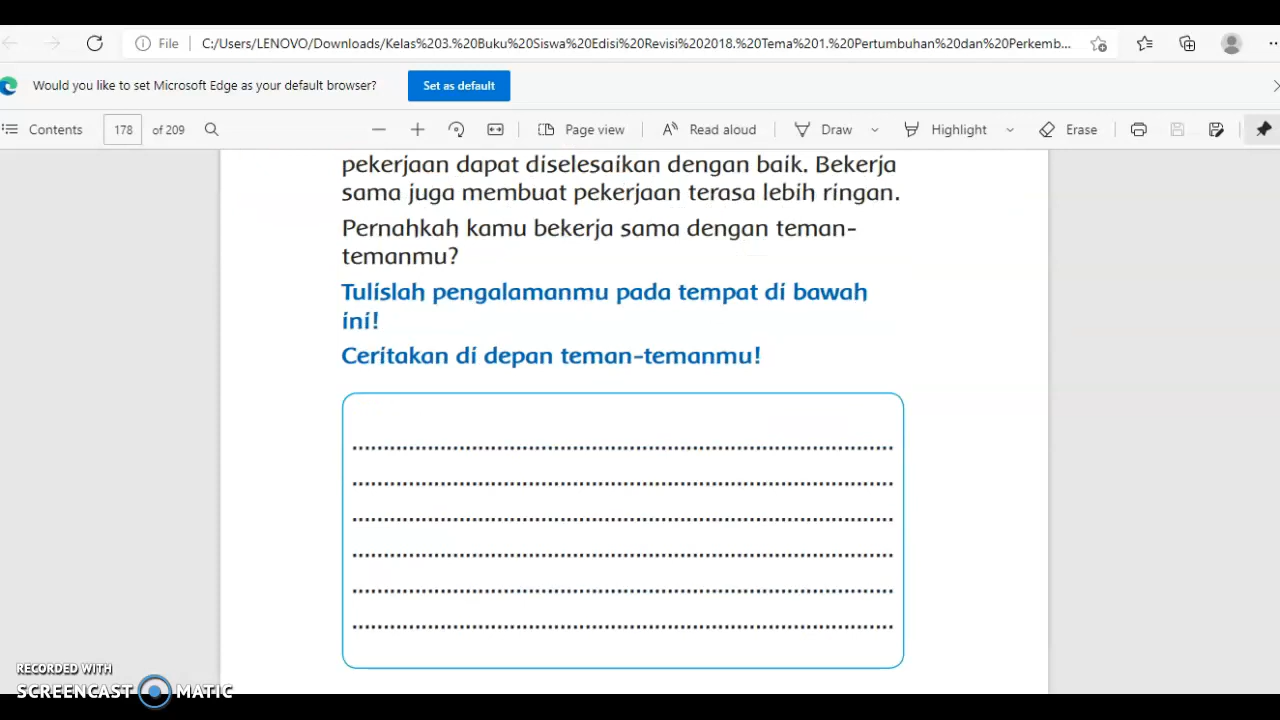 File
C:/Users/LENOVO/Downloads/Kelas%203.%20Buku%20Siswa%20Edisi%20Revisi%202018.%20Tema%201.%20Pertumbuhan%20dan%20Perkemb...
Would you like to set Microsoft Edge as your default browser?
Set as default
Contents
178
of 209
Page view
Read aloud
Draw
Highlight
Erase
pekerjaan dapat diselesaikan dengan baik. Bekerja
sama juga membuat pekerjaan terasa lebih ringan.
Pernahkah kamu bekerja sama dengan teman-
temanmu?
Tulislah pengalamanmu pada tempat di bawah
ini!
Ceritakan di depan teman-temanmu!
RECORDED WITH
SCREENCAST MATIC